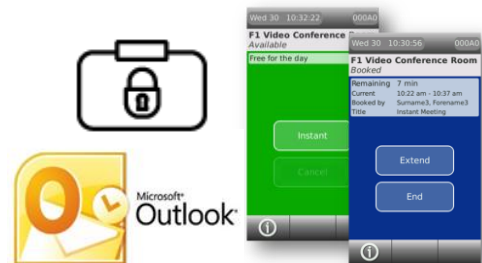 Microsoft®
Outlook®
Wed 30 10:32:22 000A0
F1 Video Conference
Available
Free for the day
Instant
Cancel
Wed 30 10:30:56 000A0
F1 Video Conference Room
Booked
Remaining 7 min
Current 10:22 am - 10:37 am
Booked by Surname3, Forename3
Title Instant Meeting
Extend
End